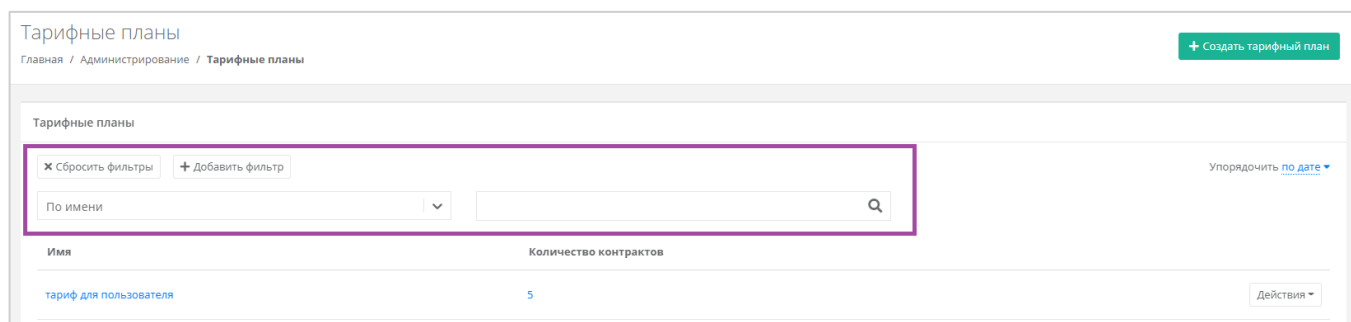 Тарифные планы
+ Создать тарифный план
Главная / Администрирование / Тарифные планы
Тарифные планы
× Сбросить фильтры + Добавить фильтр Упорядочить по дате
По имени
Имя Количество контрактов
тариф для пользователя 5 Действия